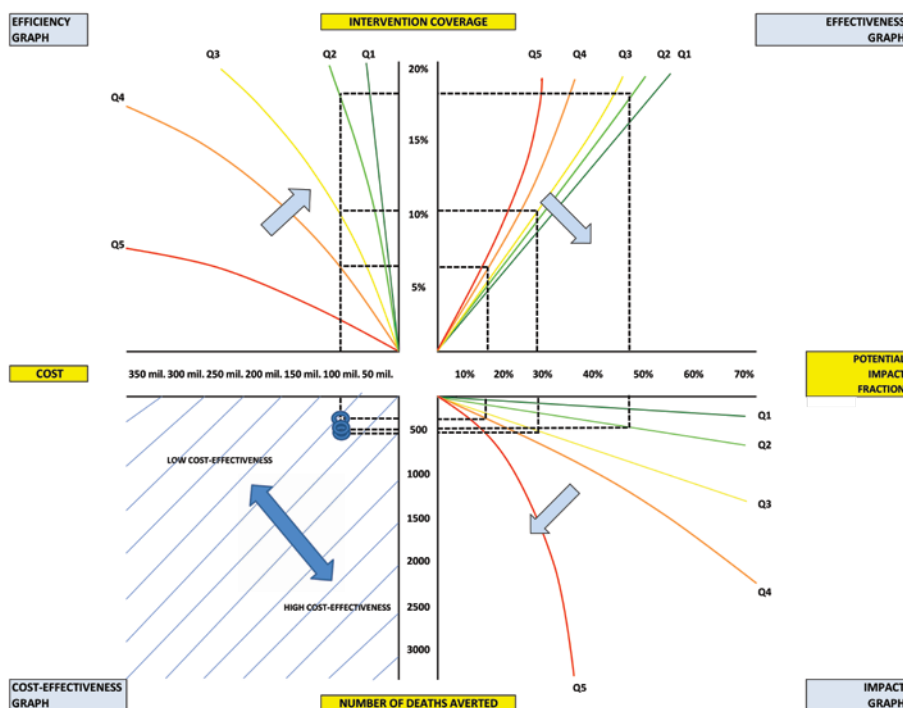 EFFICIENCY
GRAPH
INTERVENTION COVERAGE
EFFECTIVENESS
GRAPH
Q3
Q2
Q1
Q5
Q4
Q3
Q2
Q1
Q4
20%
15%
10%
Q5
5%
COST
350 mil. 300 mil. 250 mil. 200 mil. 150 mil. 100 mil. 50 mil.
10%
20%
30%
40%
50%
60%
70%
POTENTIAL
IMPACT
FRACTION
Q1
500
Q2
LOW COST-EFFECTIVENESS
1000
Q3
1500
2000
Q4
HIGH COST-EFFECTIVENESS
2500
3000
Q5
COST-EFFECTIVENESS
GRAPH
NUMBER OF DEATHS AVERTED
IMPACT
GRAPH